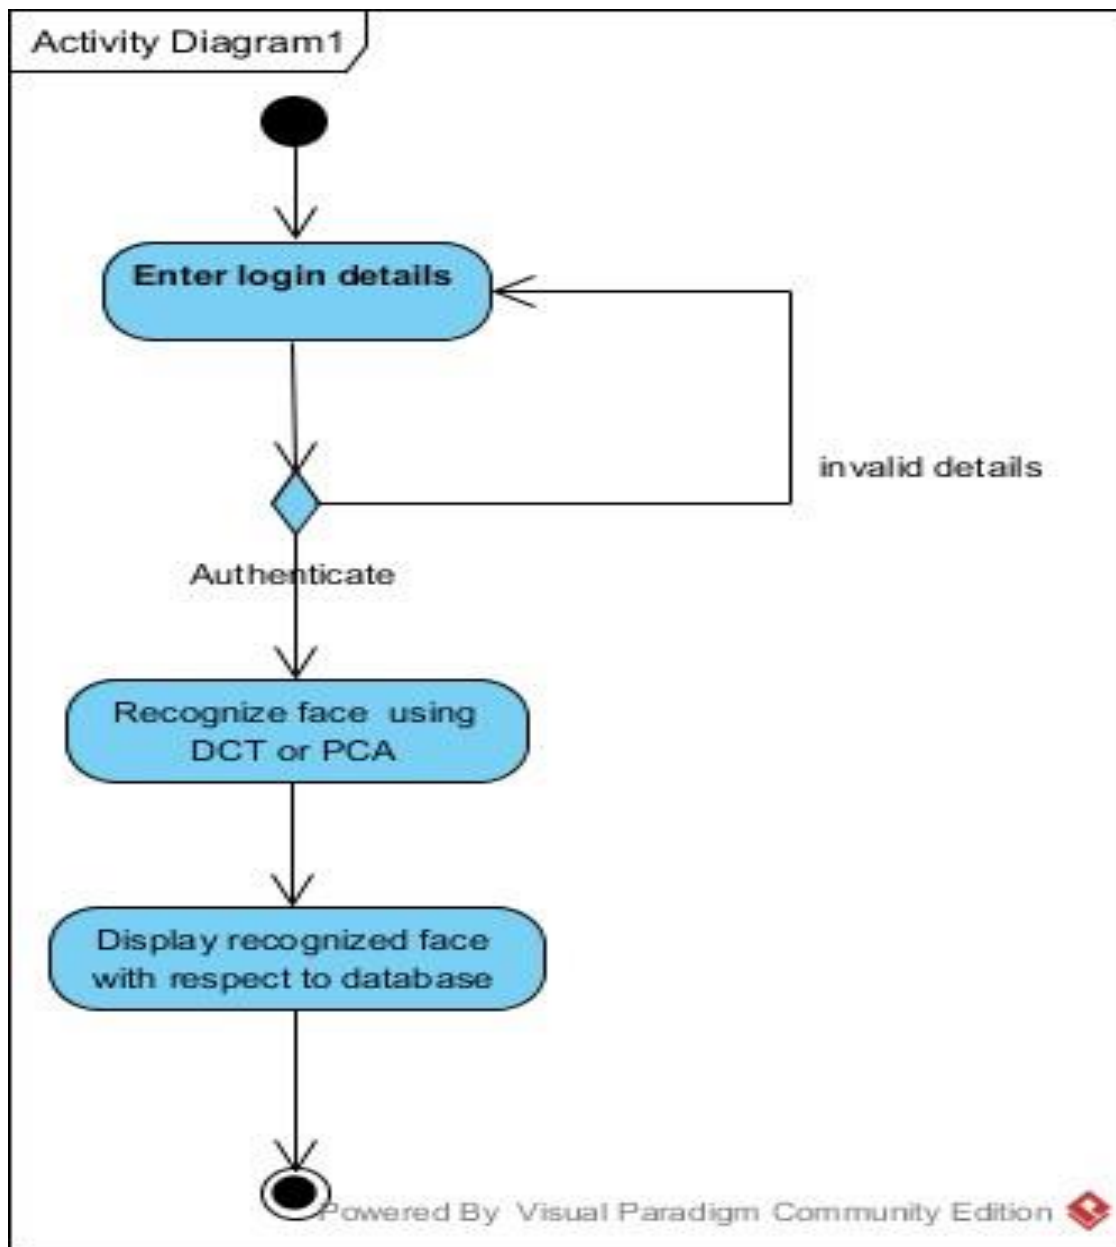 Activity Diagram1
Enter login details
invalid details
Authenticate
Recognize face using
DCT or PCA
Display recognized face
with respect to database
Powered By Visual Paradigm Community Edition